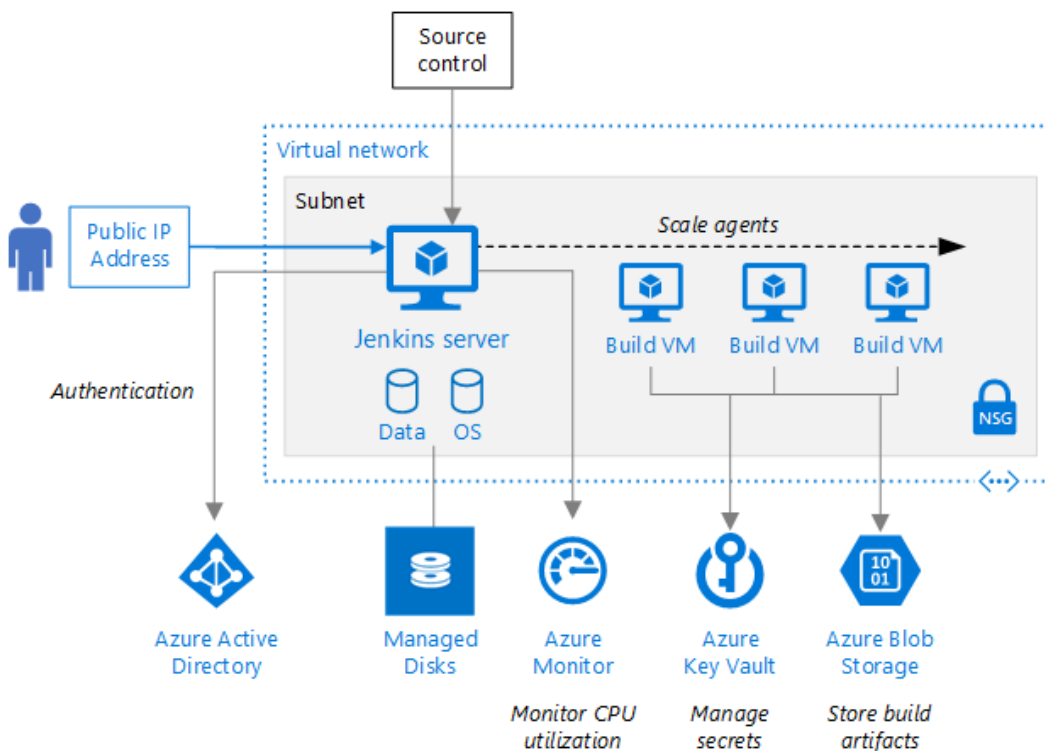 Source
control
Virtual network
Subnet
Public IP
Address
Scale agents
Jenkins server
Build VM
Build VM
Build VM
Authentication
Data
OS
NSG
10
01
Azure Active
Directory
Managed
Disks
Azure
Monitor
Azure
Key Vault
Azure Blob
Storage
Monitor CPU
utilization
Manage
secrets
Store build
artifacts